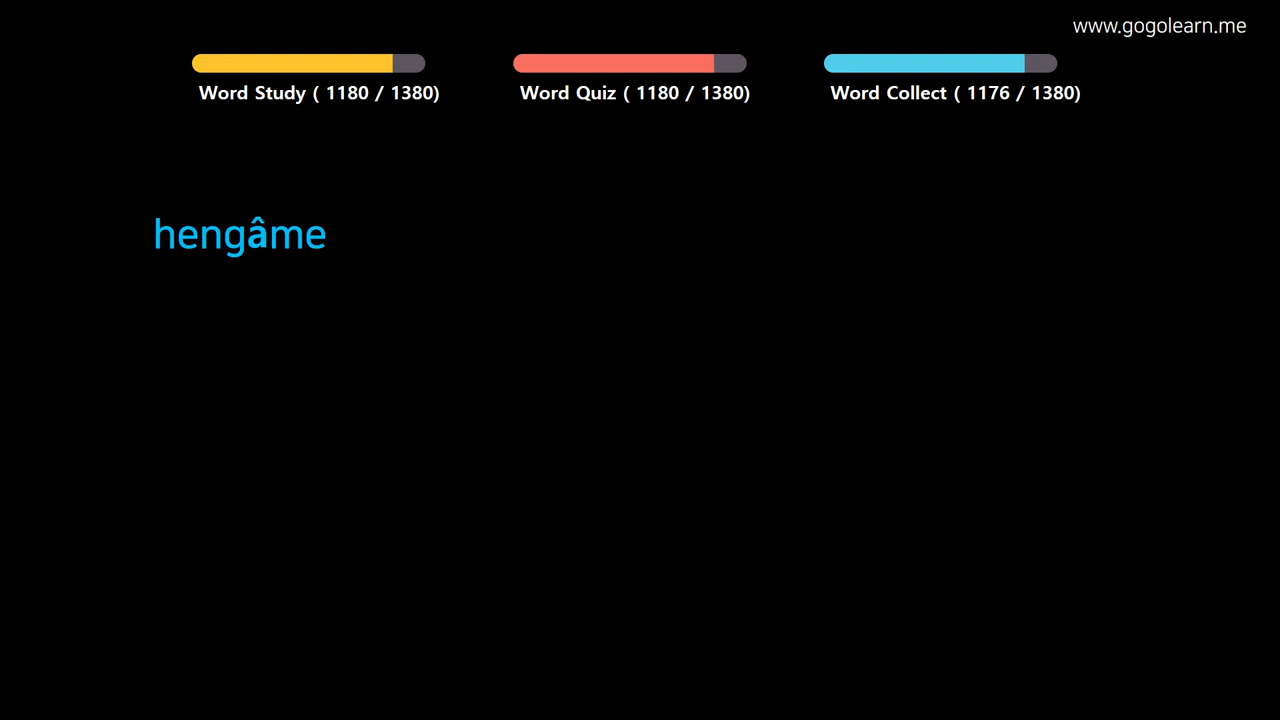 www.gogolearn.me
Word Study ( 1180 / 1380)
Word Quiz ( 1180 / 1380)
Word Collect ( 1176 / 1380)
hengâme